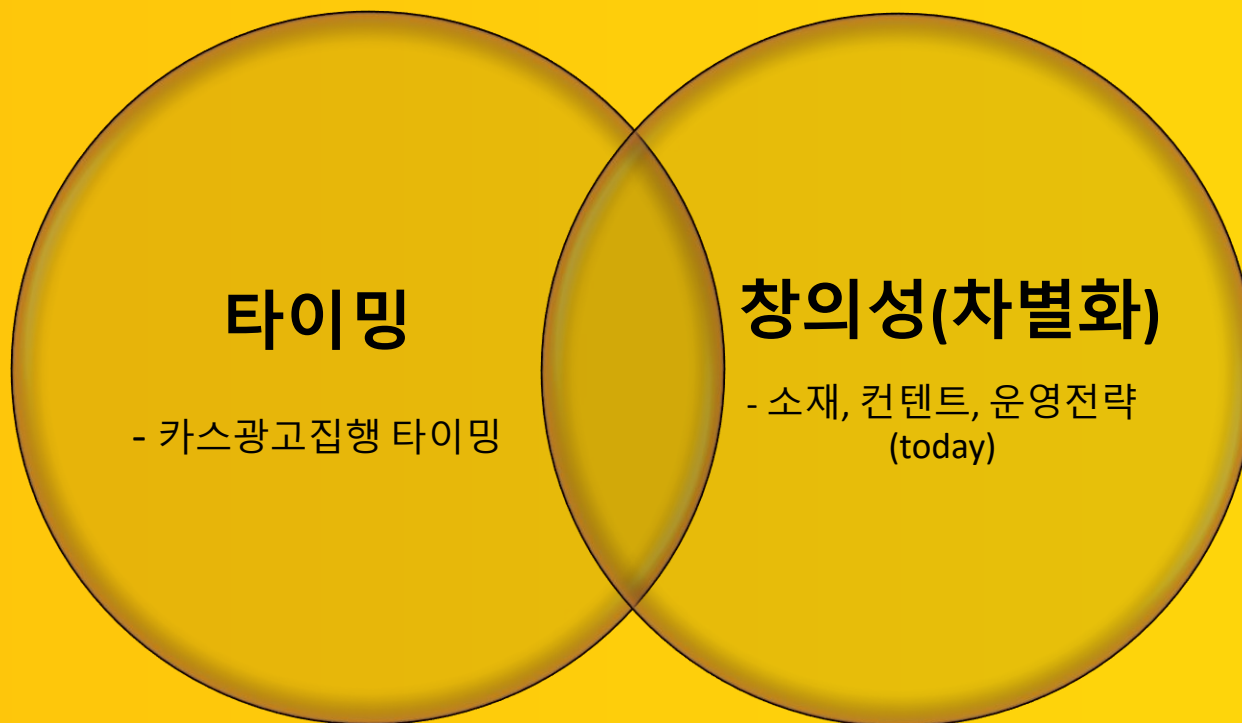 타이밍
- 카스광고집행 타이밍
창의성(차별화)
- 소재, 컨텐트, 운영전략
(today)